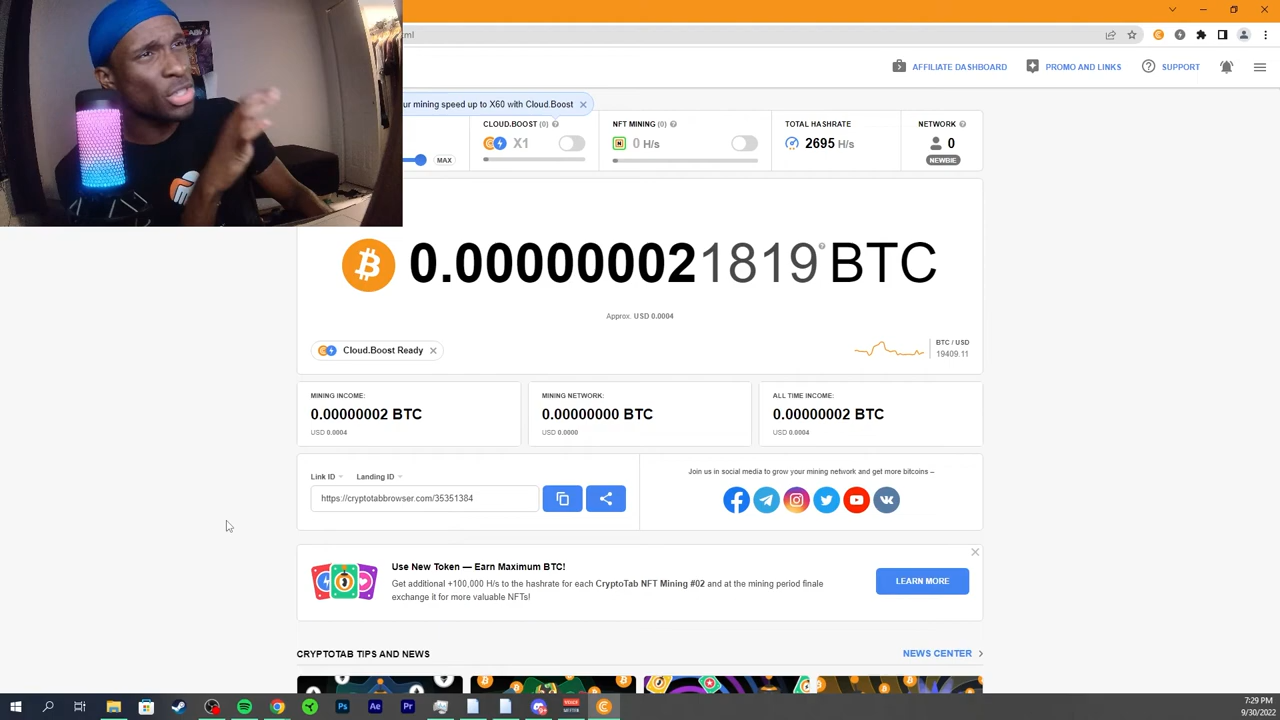 tml
AFFILIATE DASHBOARD
PROMO AND LINKS
SUPPORT
ur mining speed up to X60 with Cloud.Boost
MAX
CLOUD.BOOST (0)
X1
NFT MINING (0)
0 H/s
TOTAL HASHRATE
2695 H/s
NETWORK
0
NEWBIE
0.000000021819 BTC
Approx. USD 0.0004
Cloud.Boost Ready
BTC / USD
19409.11
MINING INCOME:
0.00000002 BTC
USD 0.0004
MINING NETWORK:
0.00000000 BTC
USD 0.0000
ALL TIME INCOME:
0.00000002 BTC
USD 0.0004
Link ID
Landing ID
https://cryptotabbrowser.com/35351384
Join us in social media to grow your mining network and get more bitcoins –
Use New Token — Earn Maximum BTC!
Get additional +100,000 H/s to the hashrate for each CryptoTab NFT Mining #02 and at the mining period finale
exchange it for more valuable NFTs!
LEARN MORE
CRYPTOTAB TIPS AND NEWS
NEWS CENTER
Ps
Ae
Pr
7:29 PM
9/30/2022